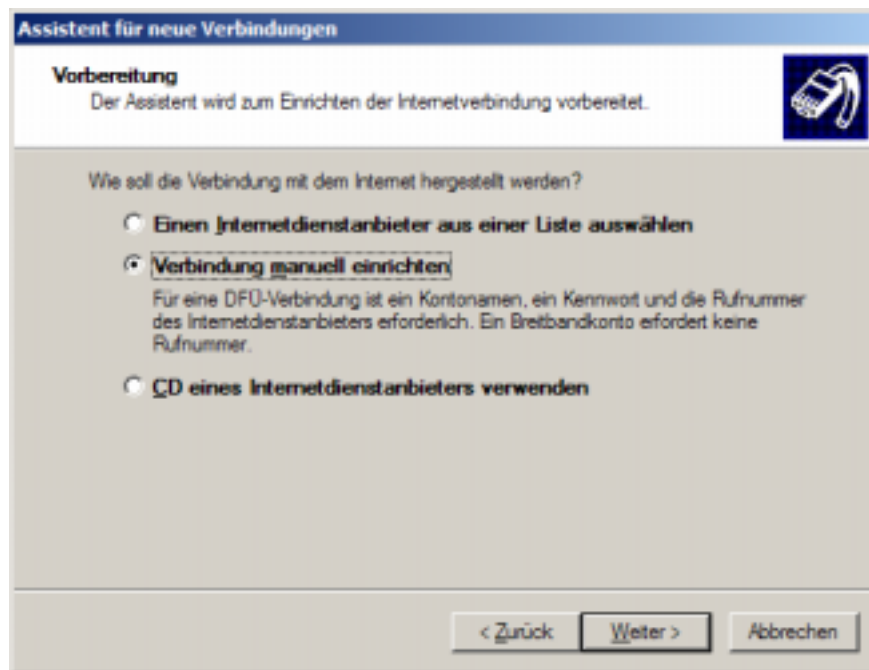 Assistent für neue Verbindungen
Vorbereitung
Der Assistent wird zum Einrichten der Internetverbindung vorbereitet.
Wie soll die Verbindung mit dem Internet hergestellt werden?
Einen Internetdienstanbieter aus einer Liste auswählen
Verbindung manuell einrichten
Für eine DFÜ-Verbindung ist ein Kontonamen, ein Kennwort und die Rufnummer
des Internetdienstanbieters erforderlich. Ein Breitbandkonto erfordert keine
Rufnummer.
CD eines Internetdienstanbieters verwenden
< Zurück Weiter > Abbrechen